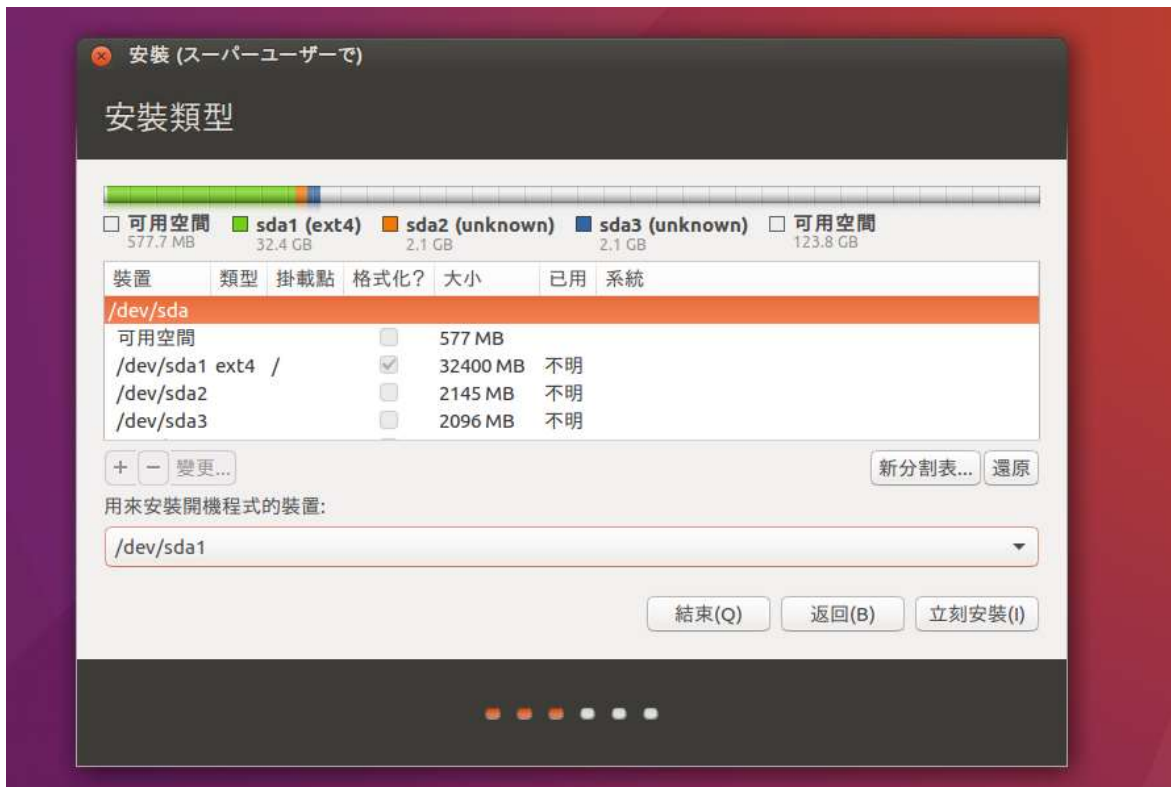 安裝 (スーパーユーザーで)
安裝類型
可用空間 sda1 (ext4) sda2 (unknown) sda3 (unknown) 可用空間
577.7 MB 32.4 GB 2.1 GB 2.1 GB 123.8 GB
裝置 類型 掛載點 格式化? 大小 已用 系統
/dev/sda
可用空間 577 MB
/dev/sda1 ext4 / 32400 MB 不明
/dev/sda2 2145 MB 不明
/dev/sda3 2096 MB 不明
+ − 變更... 新分割表... 還原
用來安裝開機程式的裝置:
/dev/sda1
結束(Q) 返回(B) 立刻安裝(I)